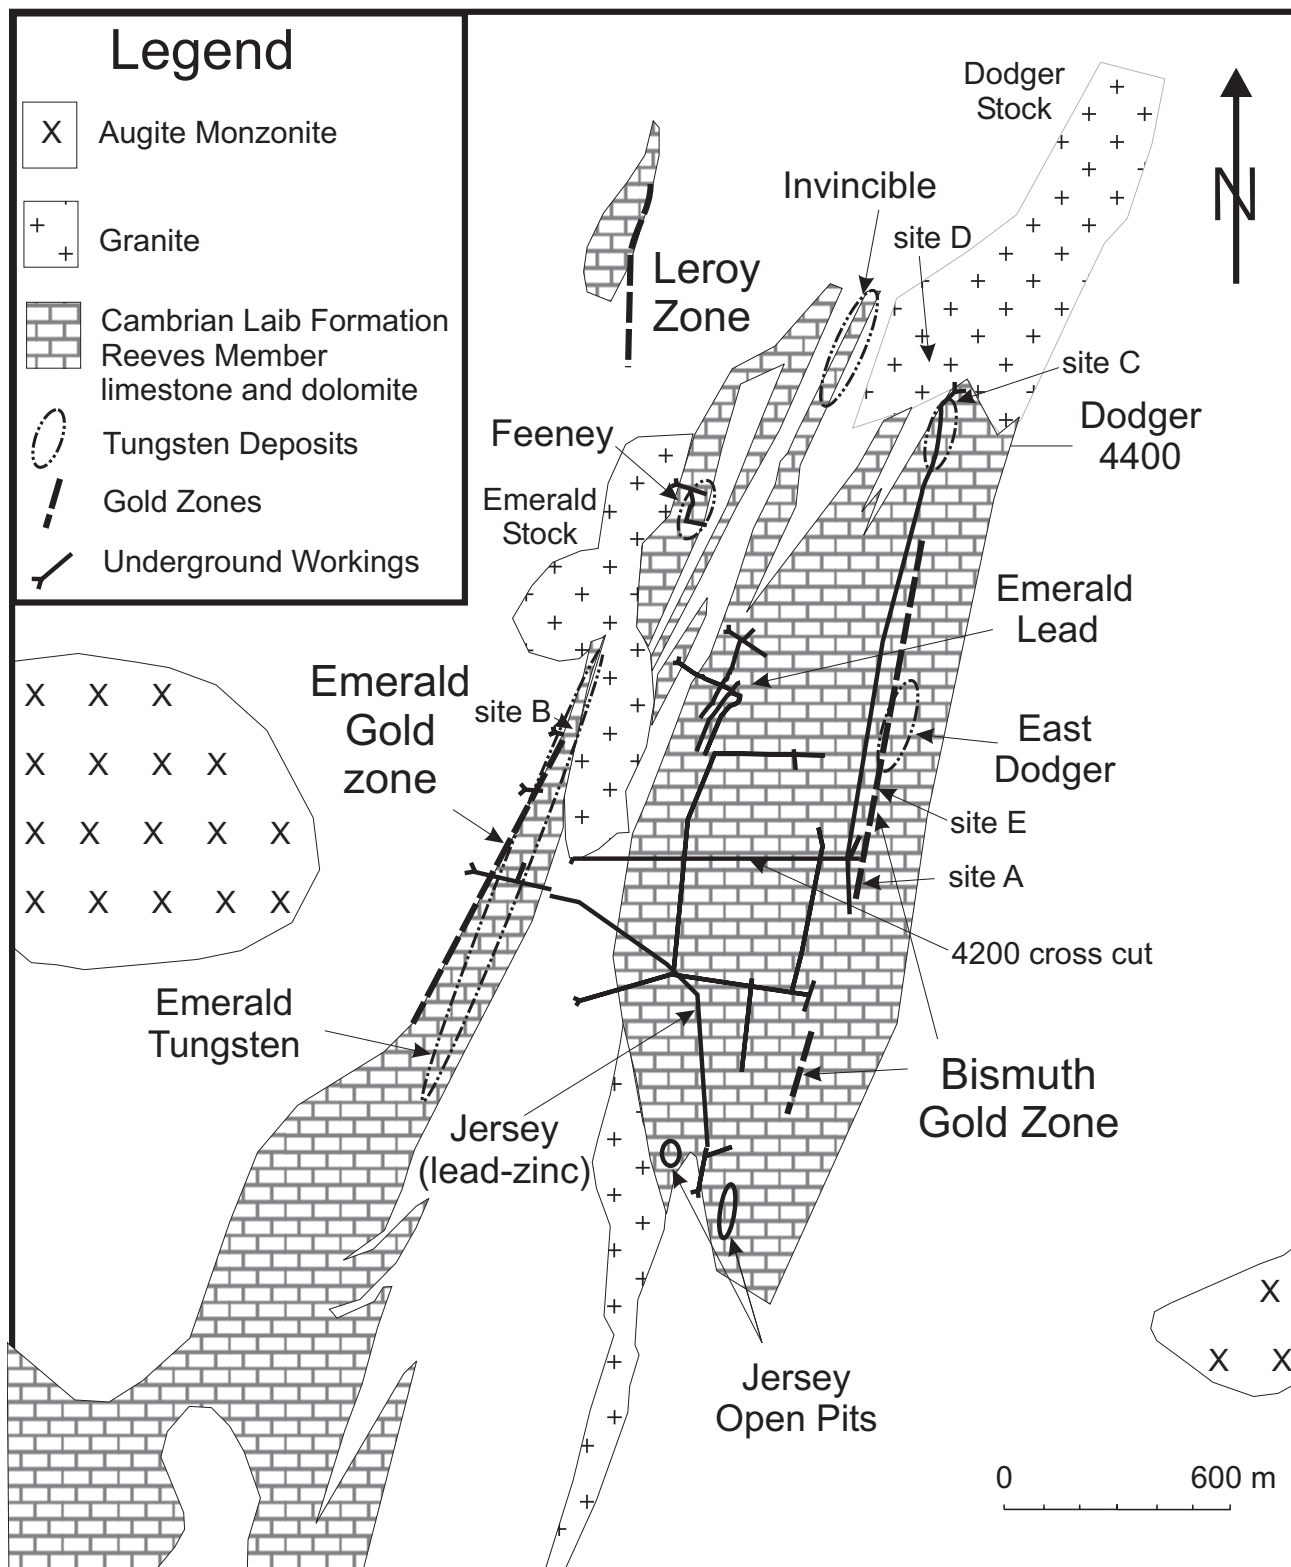 Legend
X Augite Monzonite
+ + Granite
Cambrian Laib Formation
Reeves Member
limestone and dolomite
Tungsten Deposits
Gold Zones
Underground Workings
Dodger
Stock
N
Invincible
site D
Leroy
Zone
site C
Dodger
4400
Feeney
Emerald
Stock
Emerald
Lead
Emerald
Gold
zone
site B
East
Dodger
site E
site A
4200 cross cut
Emerald
Tungsten
Bismuth
Gold Zone
Jersey
(lead-zinc)
Jersey
Open Pits
0 600 m
X X X
X X X X
X X X X X
X X X X X
X
X X